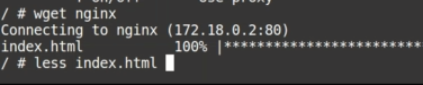 / # wget nginx
Connecting to nginx (172.18.0.2:80)
index.html 100% |************************
/ # less index.html